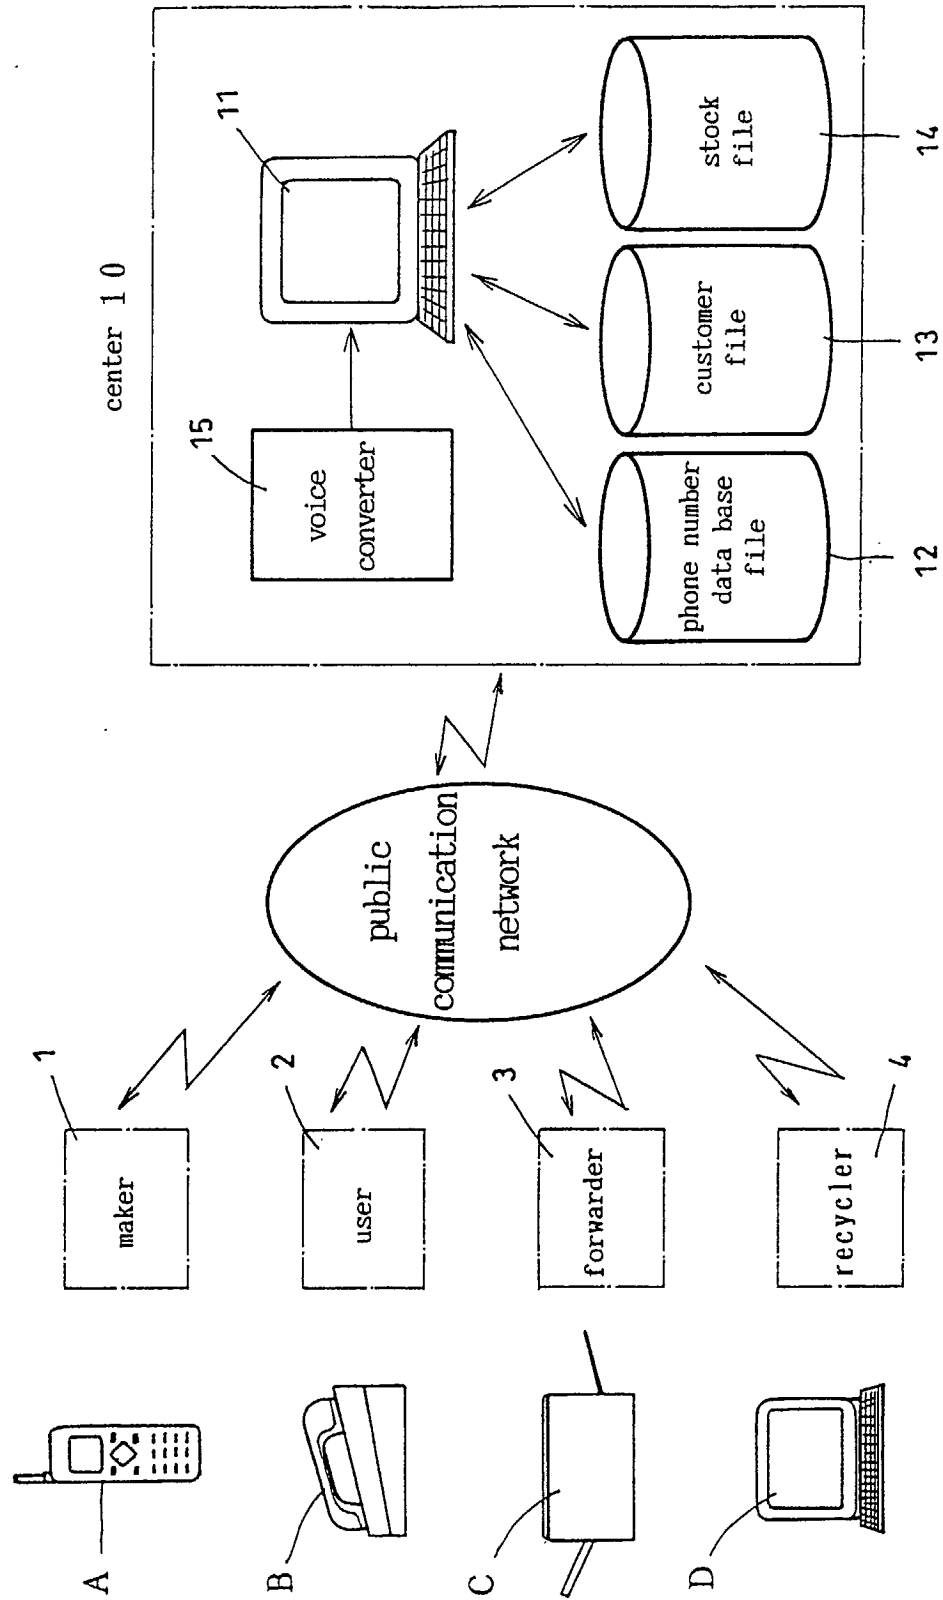 center 10
11
15
voice
converter
phone number
data base
file
customer
file
stock
file
12
13
14
public
communication
network
1
maker
2
user
3
forwarder
4
recycler
A
B
C
D